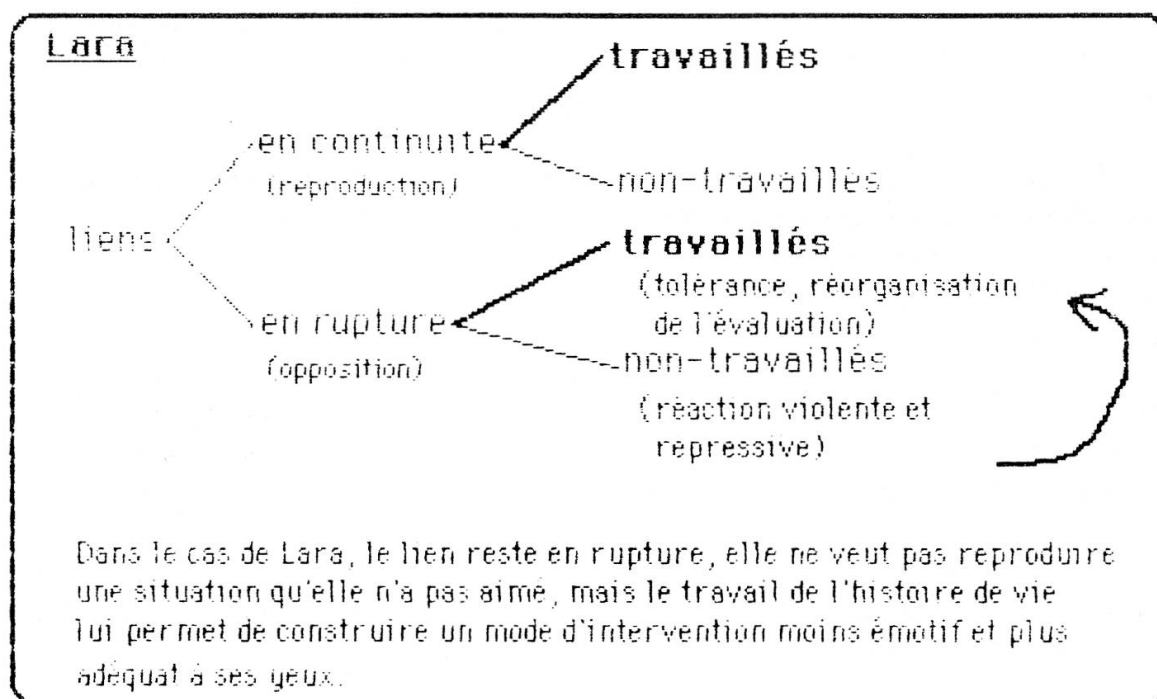 Lara
travaillés
en continuite
(reproduction)
non-travaillés
liens
travaillés
(tolérance, réorganisation
de l'évaluation)
en rupture
(opposition)
non-travaillés
(réaction violente et
repressive)
Dans le cas de Lara, le lien reste en rupture, elle ne veut pas reproduire
une situation qu'elle n'a pas aimé, mais le travail de l'histoire de vie
lui permet de construire un mode d'intervention moins émotif et plus
adéquat à ses yeux.